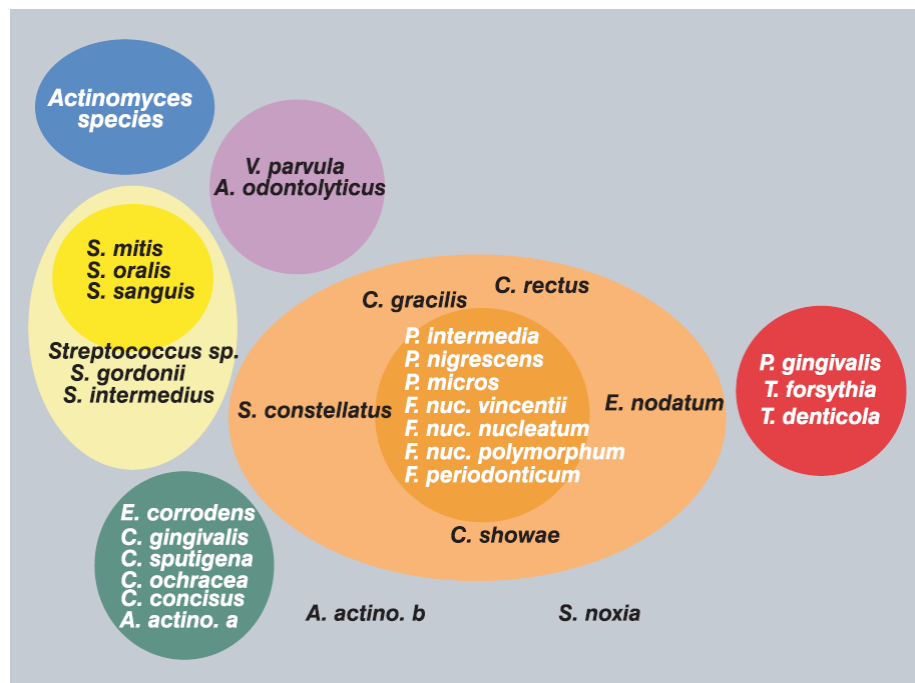 Actinomyces
species
V. parvula
A. odontolyticus
S. mitis
S. oralis
S. sanguis
Streptococcus sp.
S. gordonii
S. intermedius
C. gracilis
C. rectus
P. intermedia
P. nigrescens
P. micros
F. nuc. vincentii
F. nuc. nucleatum
F. nuc. polymorphum
F. periodonticum
S. constellatus
E. nodatum
C. showae
P. gingivalis
T. forsythia
T. denticola
E. corrodens
C. gingivalis
C. sputigena
C. ochracea
C. concisus
A. actino. a
A. actino. b
S. noxia